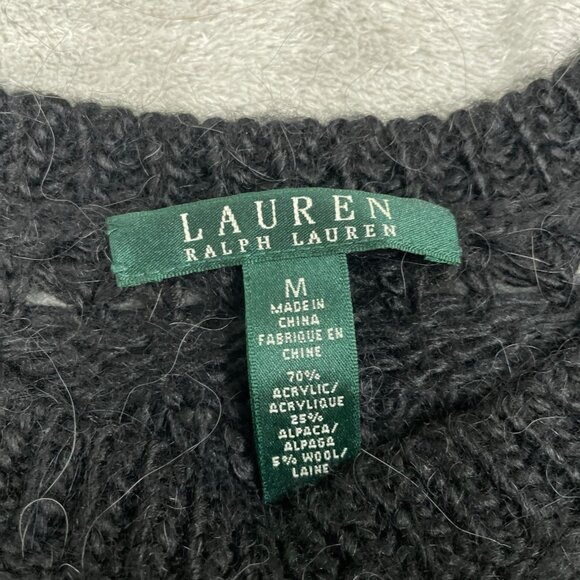 LAUREN
RALPH LAUREN
M
MADE IN
CHINA
FABRIQUE EN
CHINE
70%
ACRYLIC/
ACRYLIQUE
25%
ALPACA/
ALPAGA
5% WOOL/
LAINE